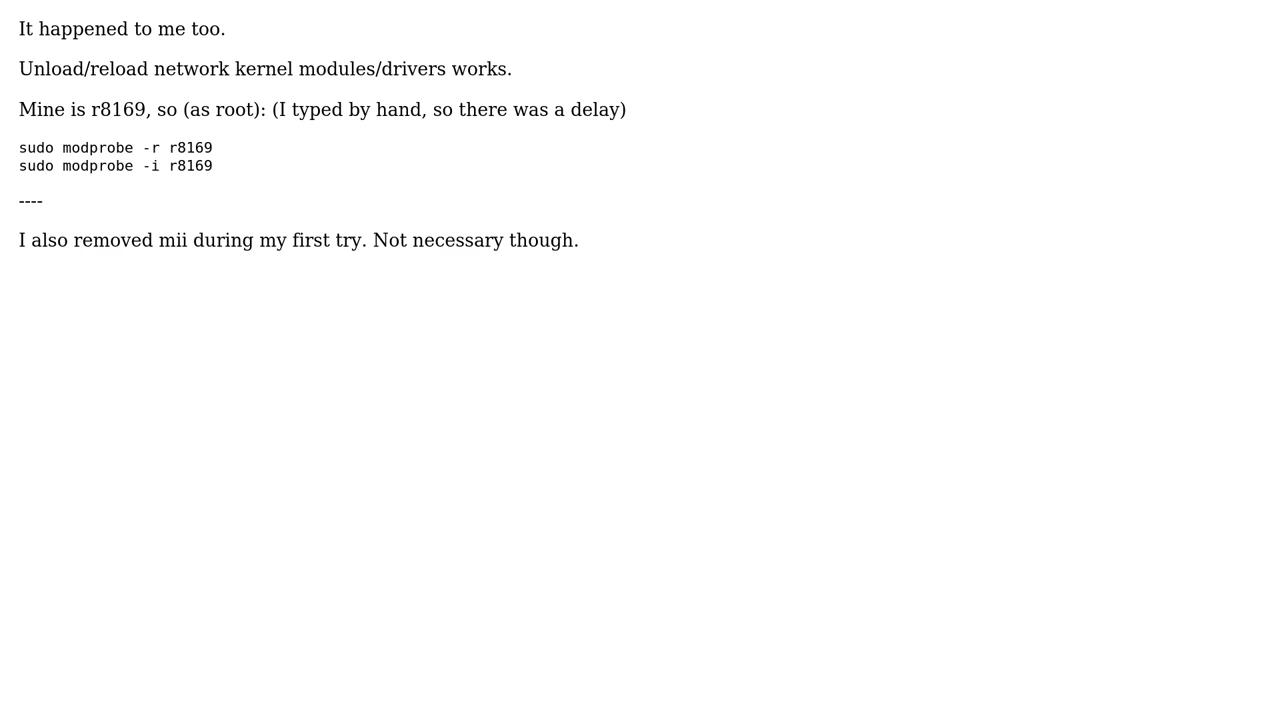 It happened to me too.
Unload/reload network kernel modules/drivers works.
Mine is r8169, so (as root): (I typed by hand, so there was a delay)
sudo modprobe -r r8169
sudo modprobe -i r8169
----
I also removed mii during my first try. Not necessary though.